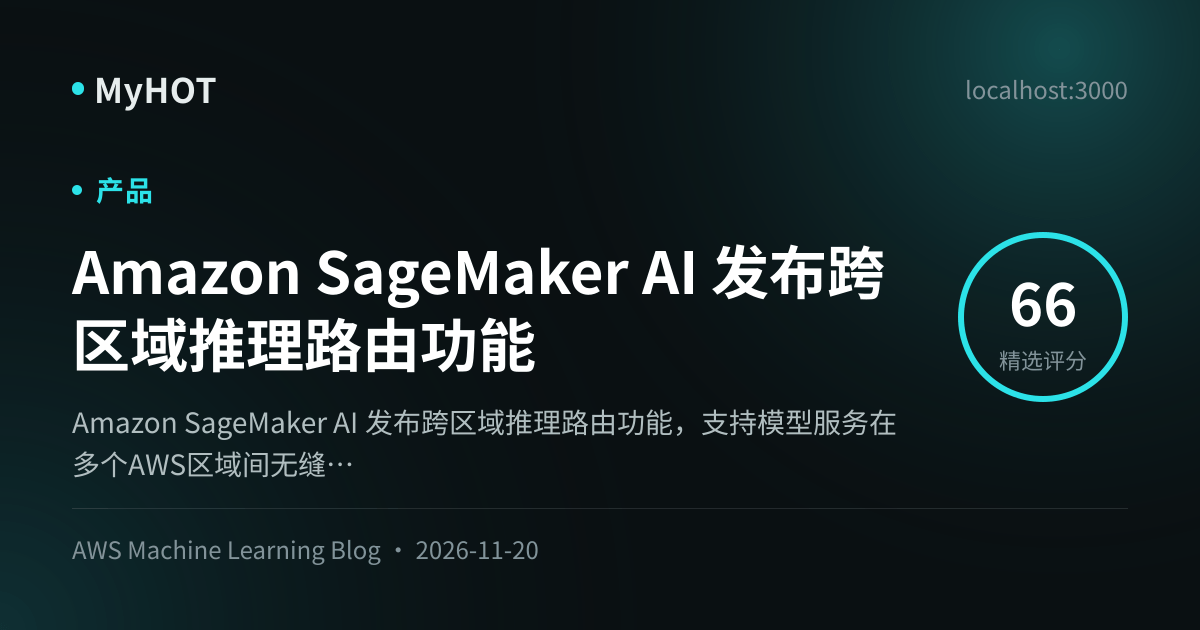 MyHOT
localhost:3000
产品
Amazon SageMaker AI 发布跨
区域推理路由功能
66
精选评分
Amazon SageMaker AI 发布跨区域推理路由功能，支持模型服务在
多个AWS区域间无缝…
AWS Machine Learning Blog · 2026-11-20